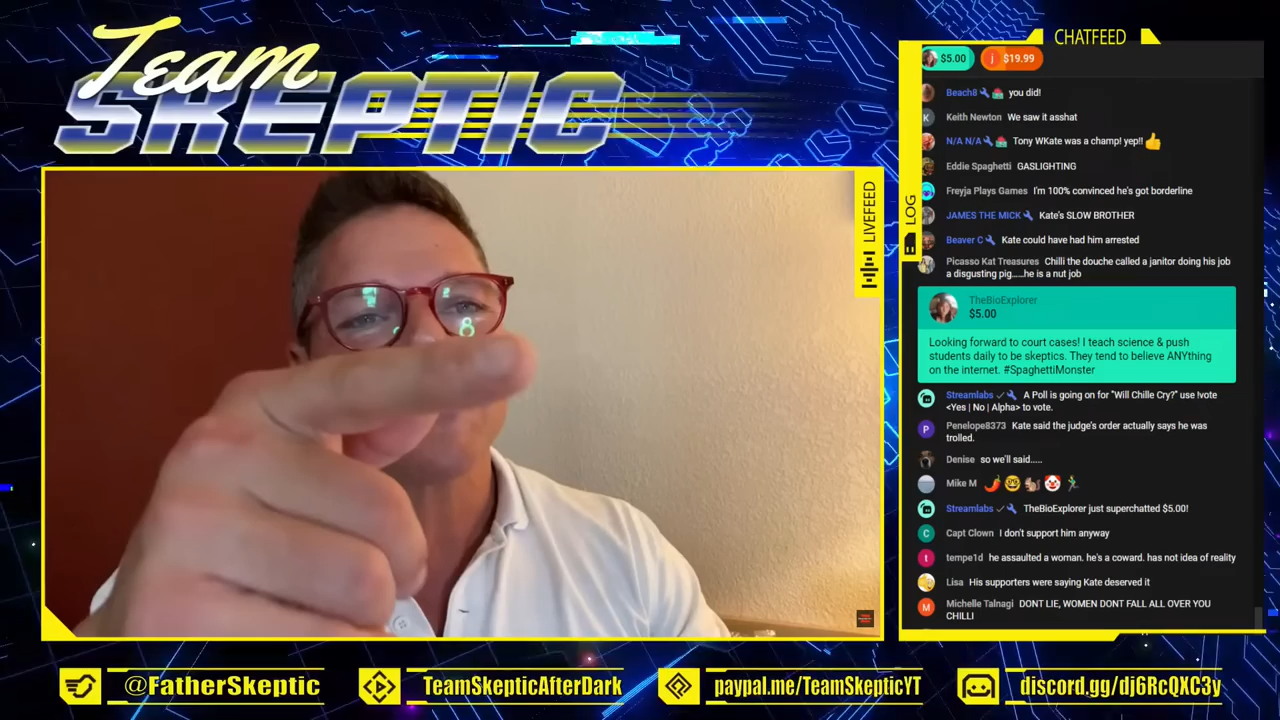 Team
SKEPTIC
CHATFEED
$5.00
j $19.99
LIVEFEED
LOG
Beach8 you did!
K Keith Newton We saw it asshat
N/A N/A Tony WKate was a champ! yep!!
Eddie Spaghetti GASLIGHTING
Freyja Plays Games I'm 100% convinced he's got borderline
JAMES THE MICK Kate's SLOW BROTHER
Beaver C Kate could have had him arrested
Picasso Kat Treasures Chilli the douche called a janitor doing his job
a disgusting pig.....he is a nut job
TheBioExplorer
$5.00
Looking forward to court cases! I teach science & push
students daily to be skeptics. They tend to believe ANYthing
on the internet. #SpaghettiMonster
Streamlabs A Poll is going on for "Will Chille Cry?" use !vote
<Yes | No | Alpha> to vote.
P Penelope8373 Kate said the judge's order actually says he was
trolled.
Denise so we'll said.....
Mike M
Streamlabs TheBioExplorer just superchatted $5.00!
C Capt Clown I don't support him anyway
t tempe1d he assaulted a woman. he's a coward. has not idea of reality
Lisa His supporters were saying Kate deserved it
M Michelle Talnagi DONT LIE, WOMEN DONT FALL ALL OVER YOU
CHILLI
@FatherSkeptic
TeamSkepticAfterDark
paypal.me/TeamSkepticYT
discord.gg/dj6RcQXC3v